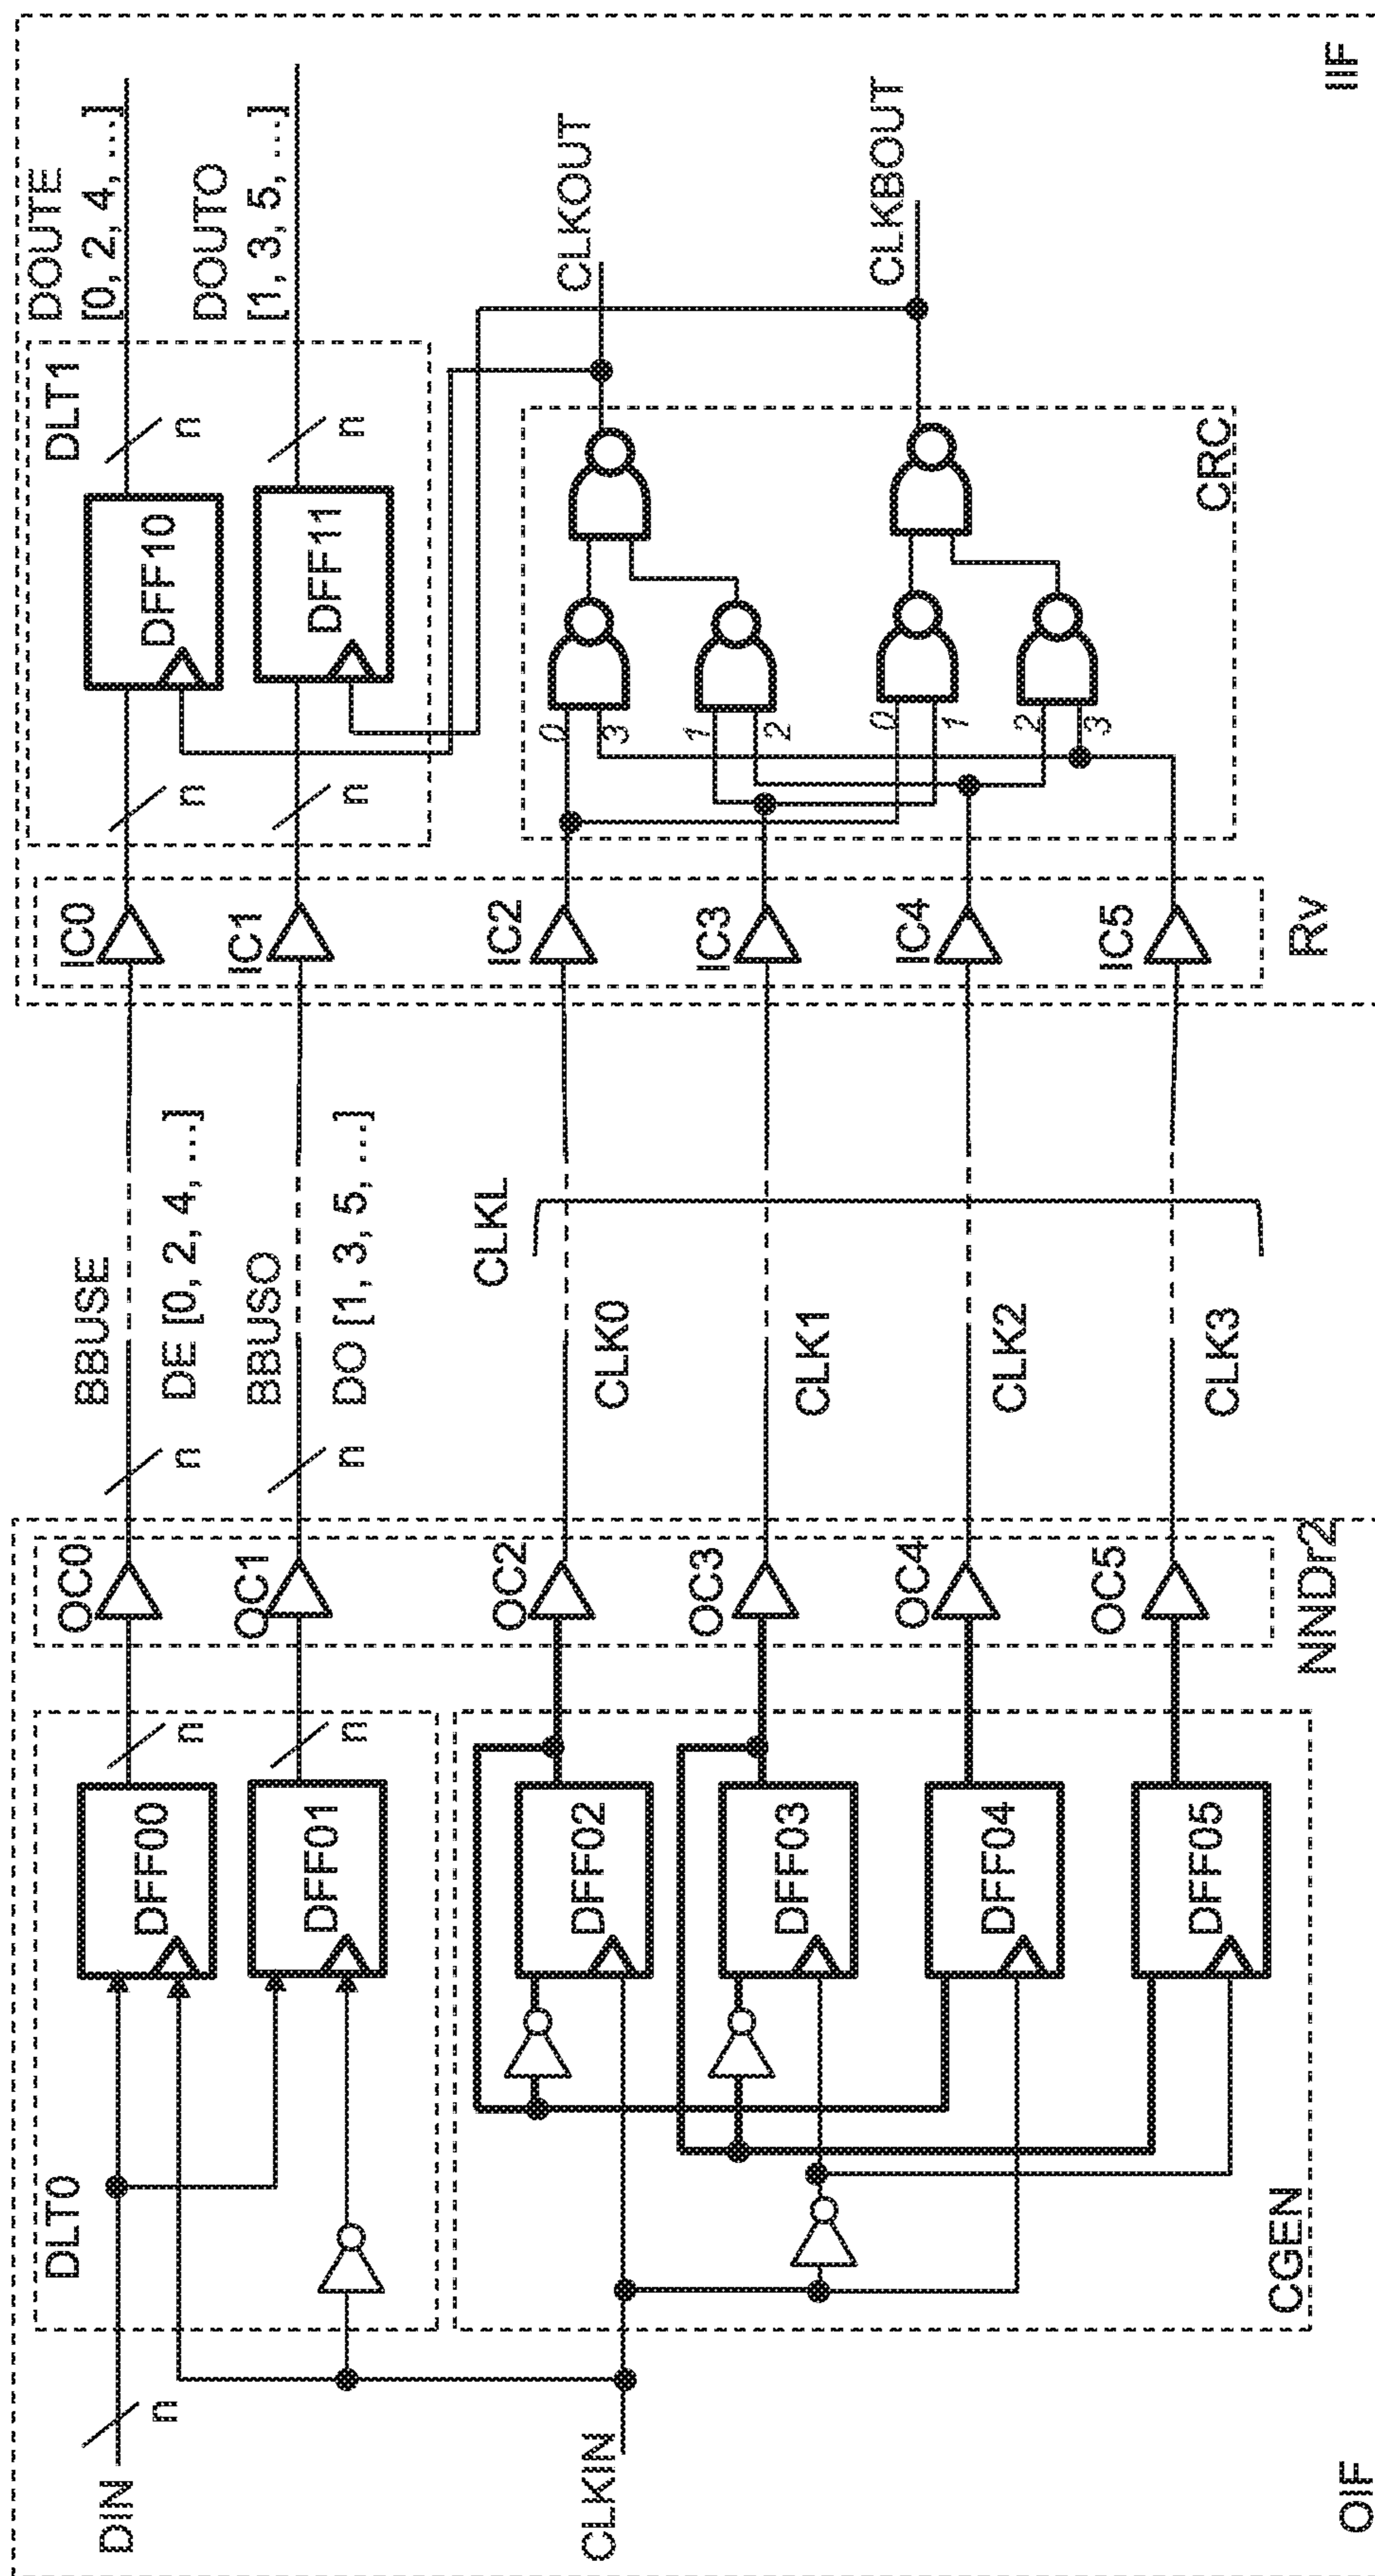 DIN
n
DLT0
DFF00
n
OC0
BBUSE
n
DE [0, 2, 4, ...]
IC0
n
DFF10
DLT1
n
DOUTE
[0, 2, 4, ...]
DFF01
n
OC1
BBUSO
n
DO [1, 3, 5, ...]
IC1
n
DFF11
n
DOUTO
[1, 3, 5, ...]
CLKIN
DFF02
OC2
CLK0
CLKL
IC2
0
3
CLKOUT
DFF03
OC3
CLK1
IC3
1
2
DFF04
OC4
CLK2
IC4
0
1
CLKBOUT
DFF05
OC5
CLK3
IC5
2
3
CRC
CGEN
NNDr2
Rv
OIF
IIF